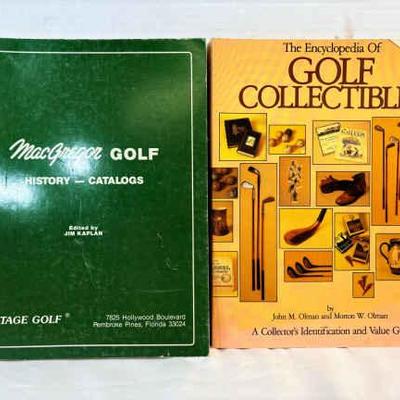 MacGregor GOLF
HISTORY — CATALOGS
Edited by
JIM KAPLAN
TAGE GOLF®
7825 Hollywood Boulevard
Pembroke Pines, Florida 33024
The Encyclopedia Of
GOLF
COLLECTIBLE
by
John M. Olman and Morton W. Olman
A Collector's Identification and Value G